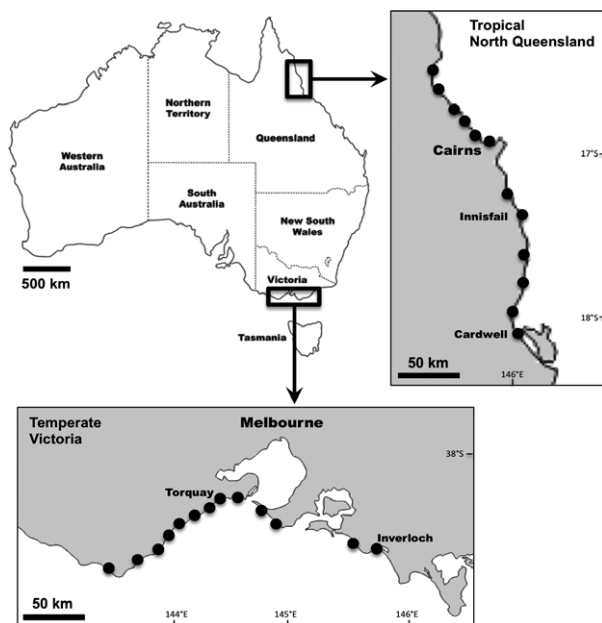 Northern
Territory
Queensland
Western
Australia
South
Australia
New South
Wales
500 km
Victoria
Tasmania
Tropical
North Queensland
Cairns
17°S
Innisfail
18°S
Cardwell
50 km
146°E
Temperate
Victoria
Melbourne
38°S
Torquay
Inverloch
50 km
144°E
145°E
146°E